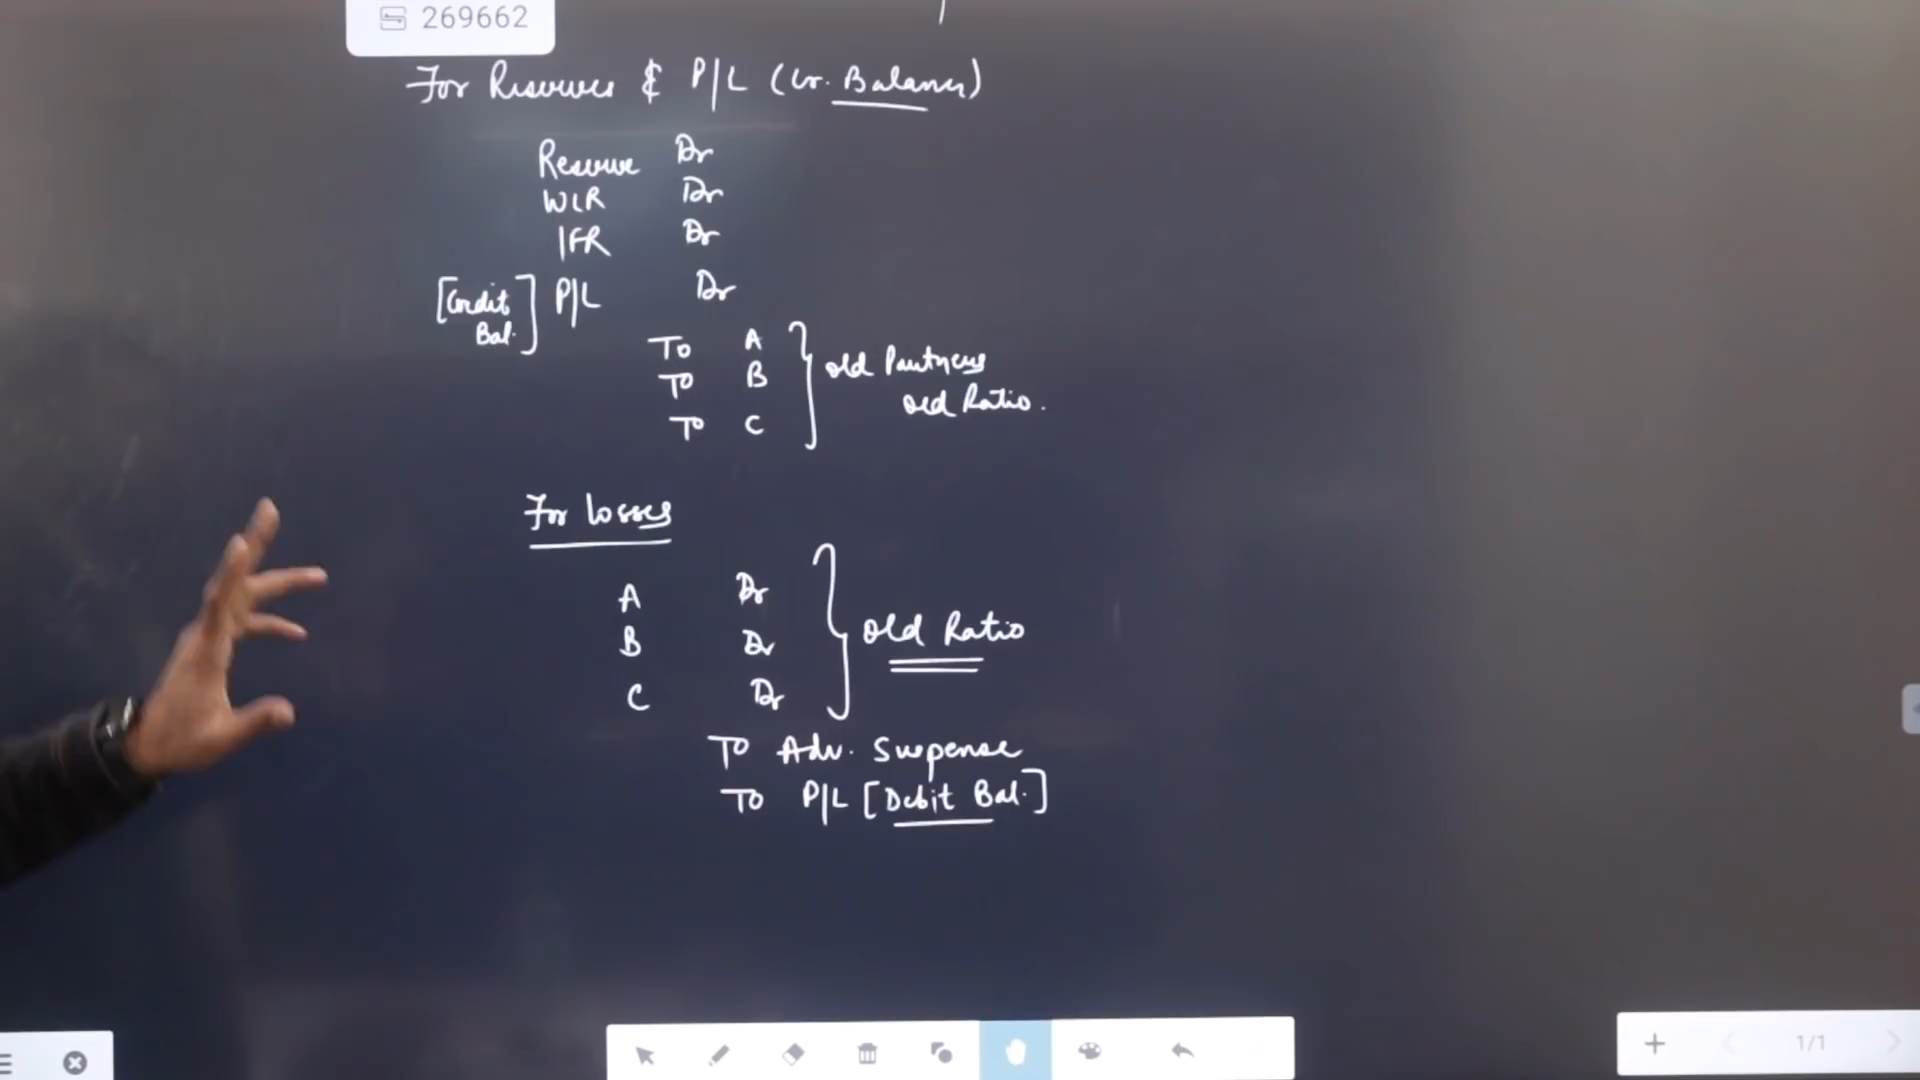 269662
For Reserves & P/L (Cr. Balances)
Reserve Dr
WCR Dr
IFR Dr
[Credit Bal.] P/L Dr
To A
To B
To C
Old Partners
Old Ratio.
For Losses
A Dr
B Dr
C Dr
Old Ratio
To Adv. Suspense
To P/L [Debit Bal.]
1/1